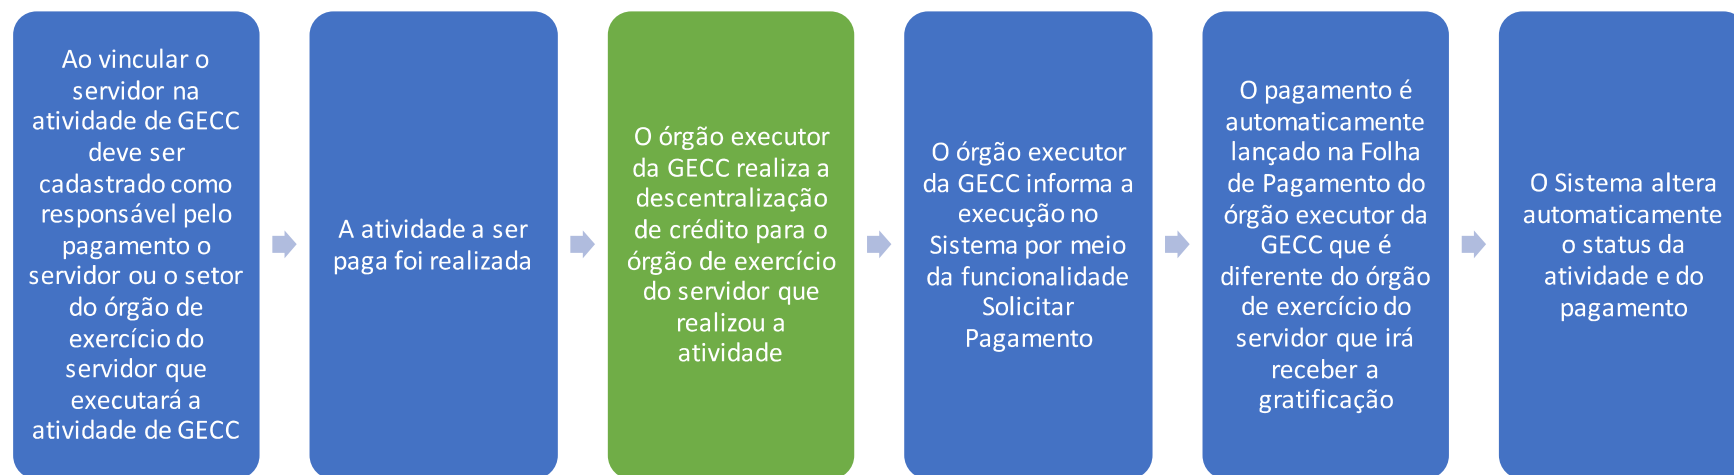 Ao vincular o
servidor na
atividade de GECC
deve ser
cadastrado como
responsável pelo
pagamento o
servidor ou o setor
do órgão de
exercício do
servidor que
executará a
atividade de GECC
A atividade a ser
paga foi realizada
O órgão executor
da GECC realiza a
descentralização
de crédito para o
órgão de exercício
do servidor que
realizou a
atividade
O órgão executor
da GECC informa a
execução no
Sistema por meio
da funcionalidade
Solicitar
Pagamento
O pagamento é
automaticamente
lançado na Folha
de Pagamento do
órgão executor da
GECC que é
diferente do órgão
de exercício do
servidor que irá
receber a
gratificação
O Sistema altera
automaticamente
o status da
atividade e do
pagamento